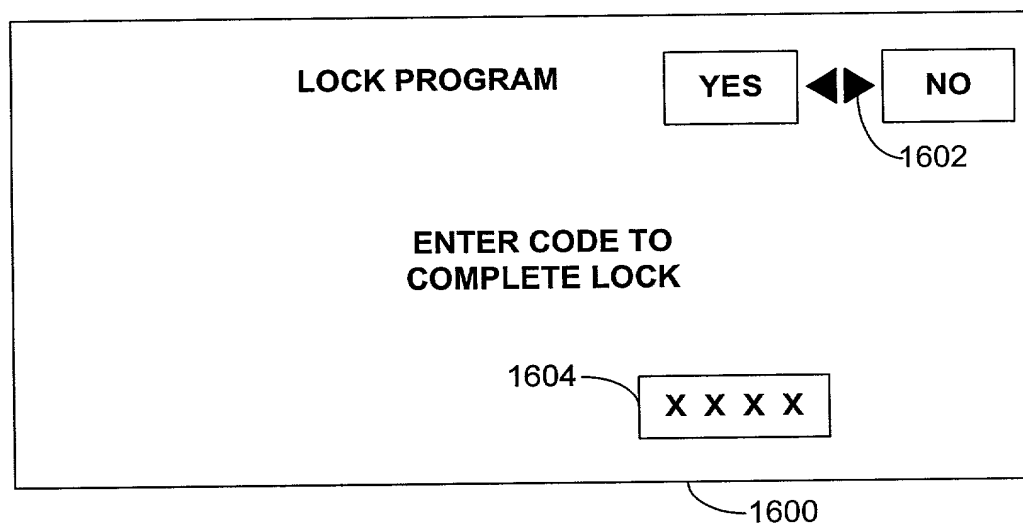 LOCK PROGRAM YES NO
1602
ENTER CODE TO
COMPLETE LOCK
1604
X X X X
1600